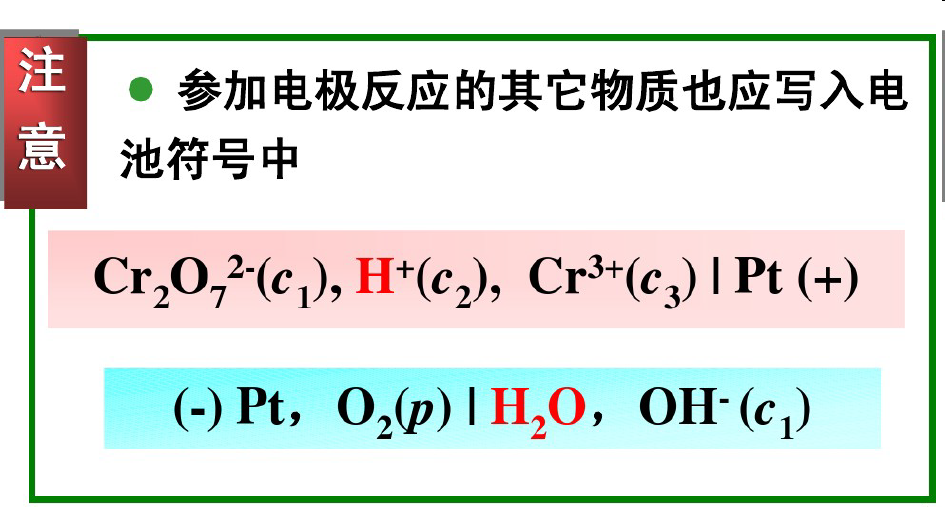 注意
● 参加电极反应的其它物质也应写入电
池符号中
Cr₂O₇²⁻(c₁), H⁺(c₂), Cr³⁺(c₃) | Pt (+)
(-) Pt，O₂(p) | H₂O，OH⁻ (c₁)